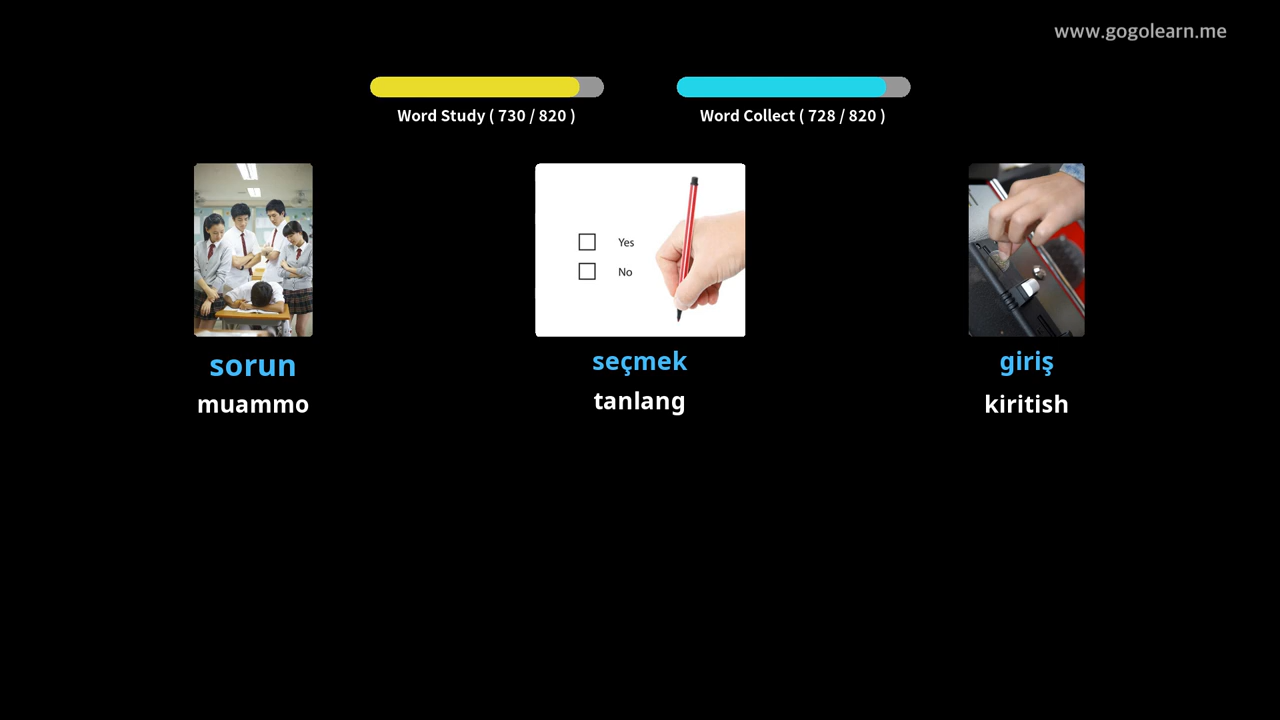 www.gogolearn.me
Word Study ( 730 / 820 )
Word Collect ( 728 / 820 )
Yes
No
sorun
muammo
seçmek
tanlang
giriş
kiritish